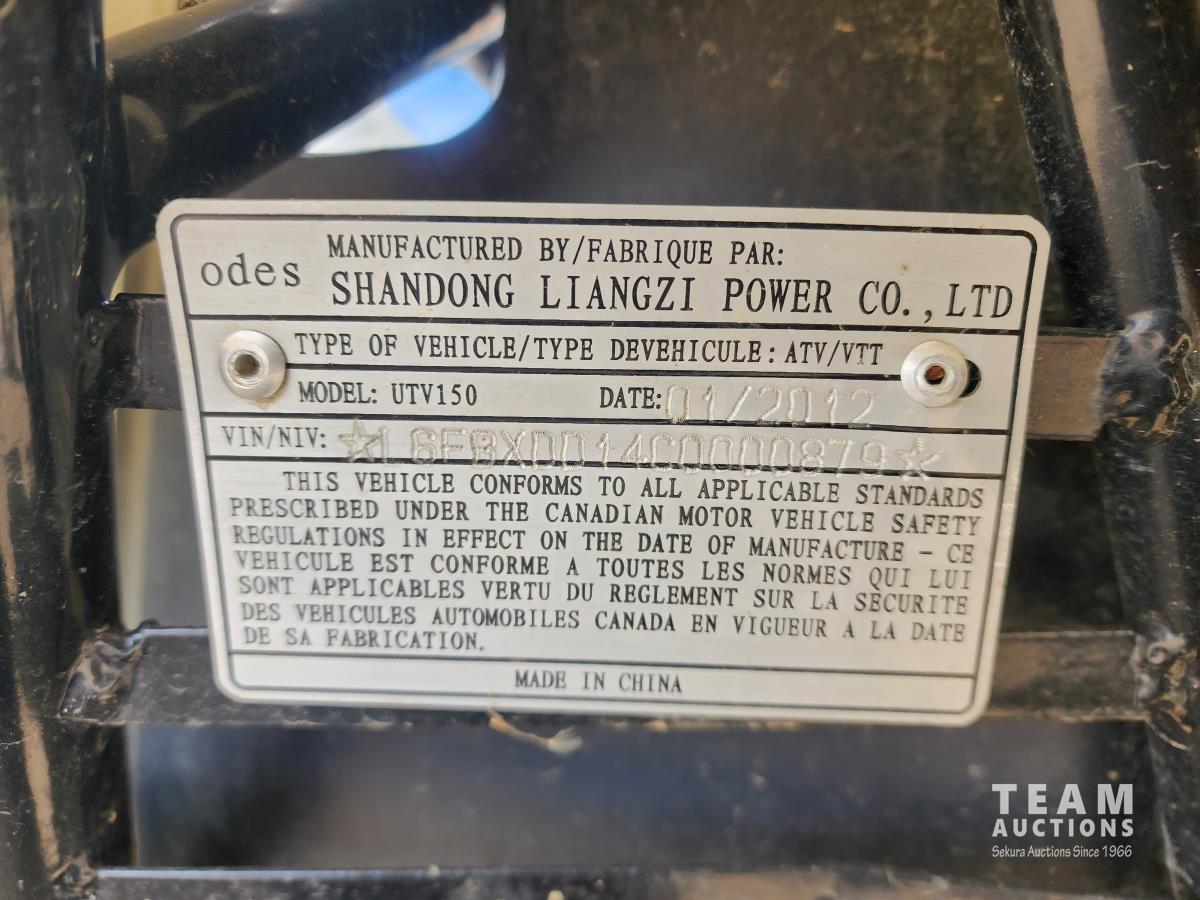 MANUFACTURED BY/FABRIQUE PAR:
odes SHANDONG LIANGZI POWER CO., LTD
TYPE OF VEHICLE/TYPE DEVEHICULE: ATV/VTT
MODEL: UTV150 DATE: 01/2012
VIN/NIV: ☆L6FBXDD14C0000879☆
THIS VEHICLE CONFORMS TO ALL APPLICABLE STANDARDS
PRESCRIBED UNDER THE CANADIAN MOTOR VEHICLE SAFETY
REGULATIONS IN EFFECT ON THE DATE OF MANUFACTURE - CE
VEHICULE EST CONFORME A TOUTES LES NORMES QUI LUI
SONT APPLICABLES VERTU DU REGLEMENT SUR LA SECURITE
DES VEHICULES AUTOMOBILES CANADA EN VIGUEUR A LA DATE
DE SA FABRICATION.
MADE IN CHINA
TEAM
AUCTIONS
Sekura Auctions Since 1966